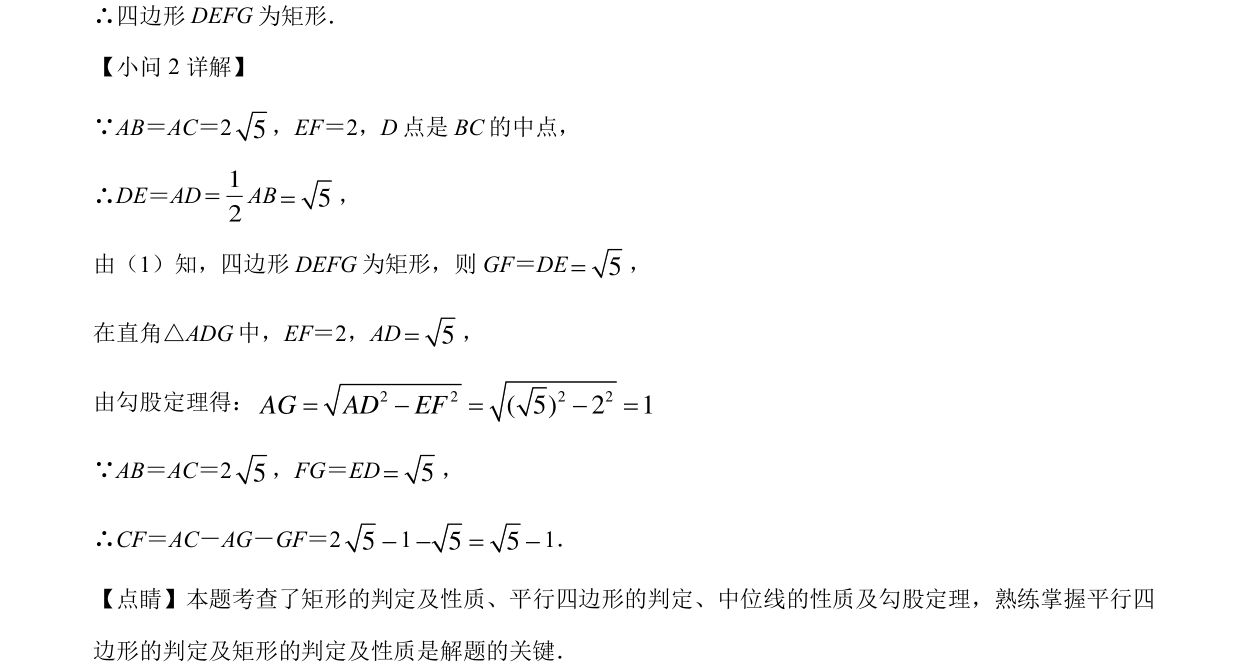 ∴四边形 DEFG 为矩形．
【小问 2 详解】
∵AB＝AC＝2√5，EF＝2，D 点是 BC 的中点，
∴DE＝AD＝1/2 AB＝√5，
由（1）知，四边形 DEFG 为矩形，则 GF＝DE＝√5，
在直角△ADG 中，EF＝2，AD＝√5，
由勾股定理得：AG＝√(AD²－EF²)＝√((√5)²－2²)＝1
∵AB＝AC＝2√5，FG＝ED＝√5，
∴CF＝AC－AG－GF＝2√5－1－√5＝√5－1．
【点睛】本题考查了矩形的判定及性质、平行四边形的判定、中位线的性质及勾股定理，熟练掌握平行四
边形的判定及矩形的判定及性质是解题的关键．